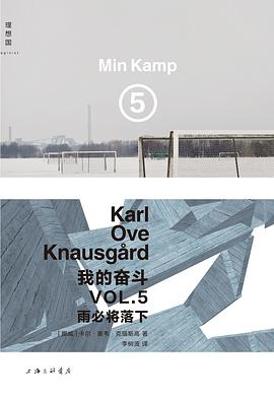 理想国
Min Kamp
5
Karl
Ove
Knausgård
我的奋斗
VOL.5
雨必将落下
[挪威] 卡尔·奥韦·克瑙斯高 著
李树波 译
上海三联书店